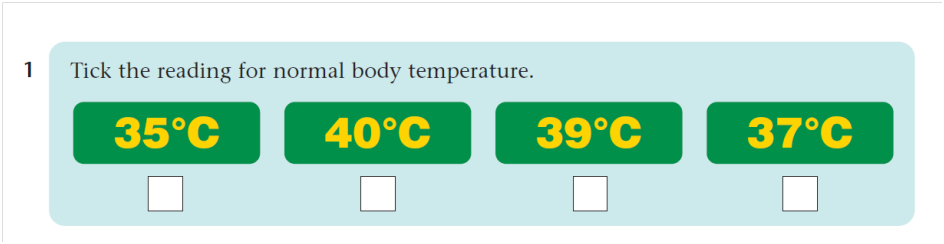 1 Tick the reading for normal body temperature.
35°C 40°C 39°C 37°C